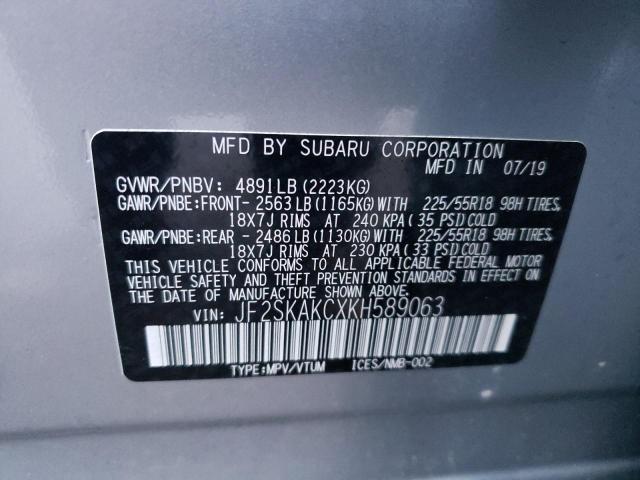 MFD BY SUBARU CORPORATION
MFD IN 07/19
GVWR/PNBV: 4891LB (2223KG)
GAWR/PNBE:FRONT- 2563 LB (1165KG) WITH 225/55R18 98H TIRES,
18X7J RIMS AT 240 KPA ( 35 PSI) COLD
GAWR/PNBE:REAR - 2486 LB (1130KG) WITH 225/55R18 98H TIRES,
18X7J RIMS AT 230 KPA ( 33 PSI) COLD
THIS VEHICLE CONFORMS TO ALL APPLICABLE FEDERAL MOTOR
VEHICLE SAFETY AND THEFT PREVENTION STANDARDS IN EFFECT
ON THE DATE OF MANUFACTURE SHOWN ABOVE.
VIN: JF2SKAKCXKH589063
TYPE:MPV/VTUM ICES/NMB-002